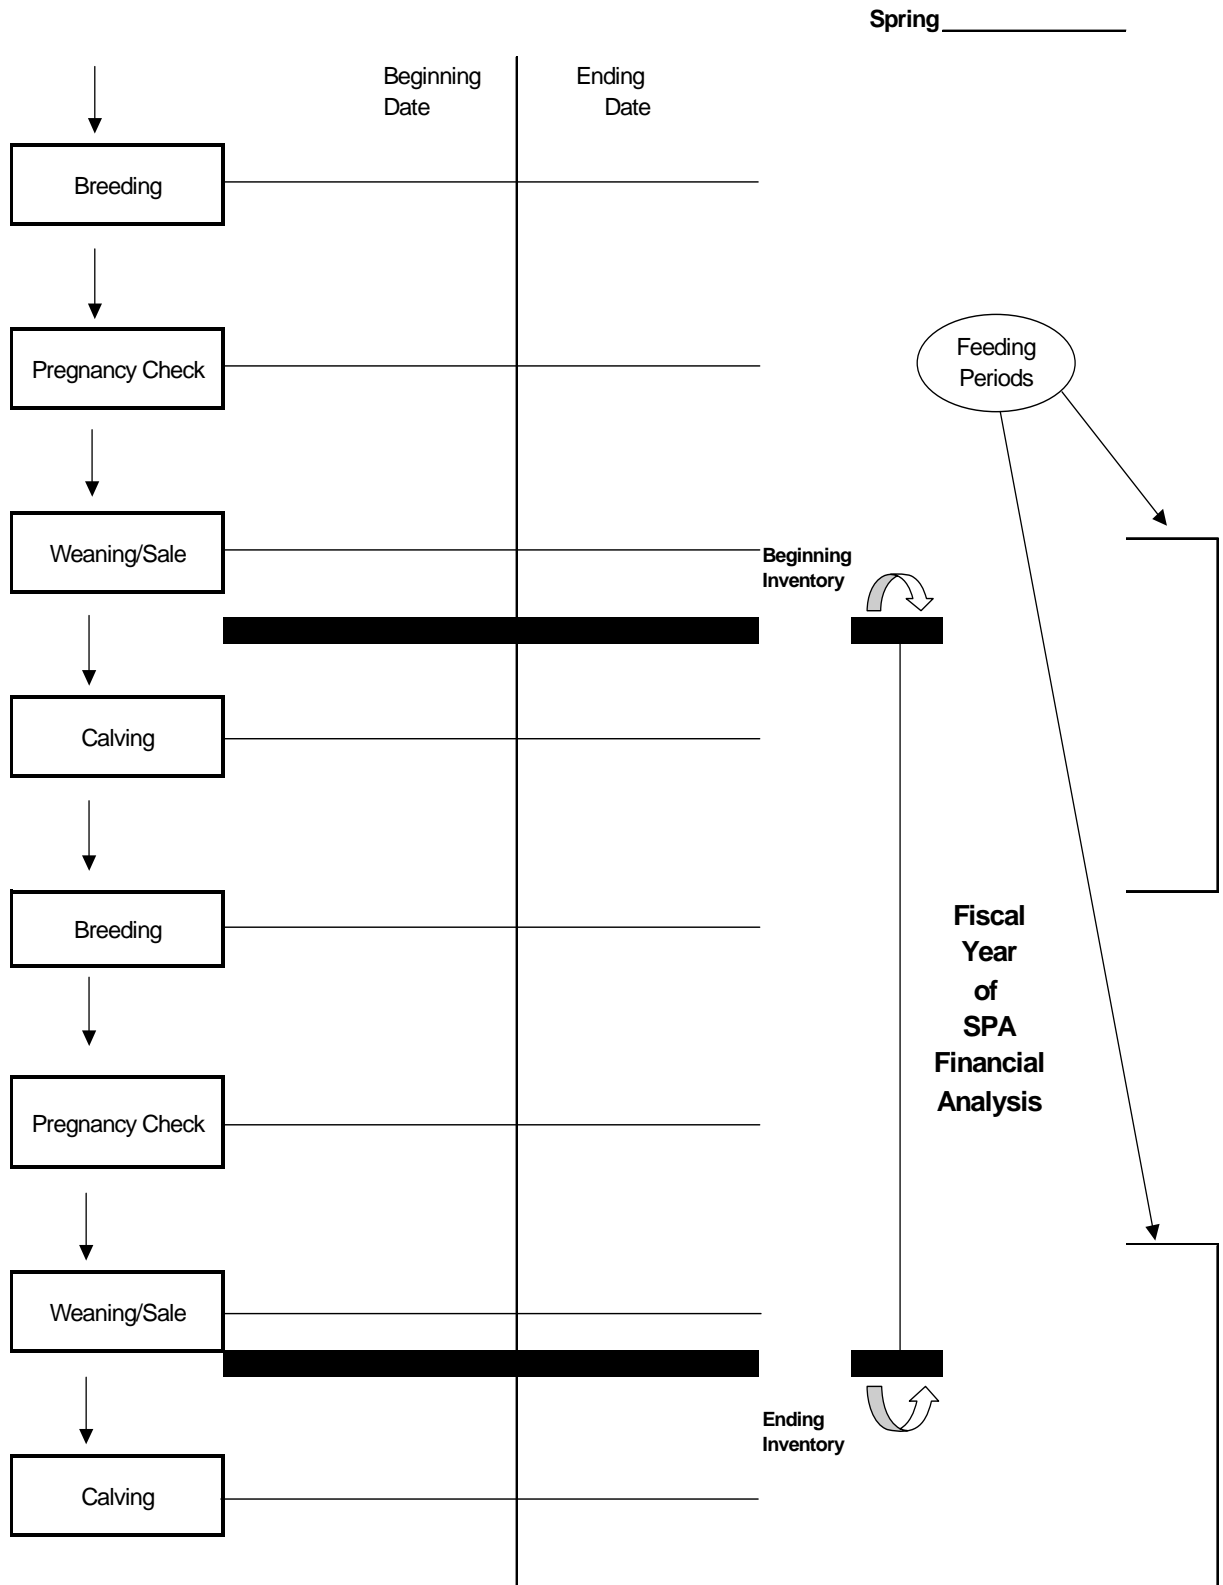 Spring
Beginning
Date
Ending
Date
Breeding
Pregnancy Check
Feeding
Periods
Weaning/Sale
Beginning
Inventory
Calving
Breeding
Fiscal
Year
of
SPA
Financial
Analysis
Pregnancy Check
Weaning/Sale
Ending
Inventory
Calving